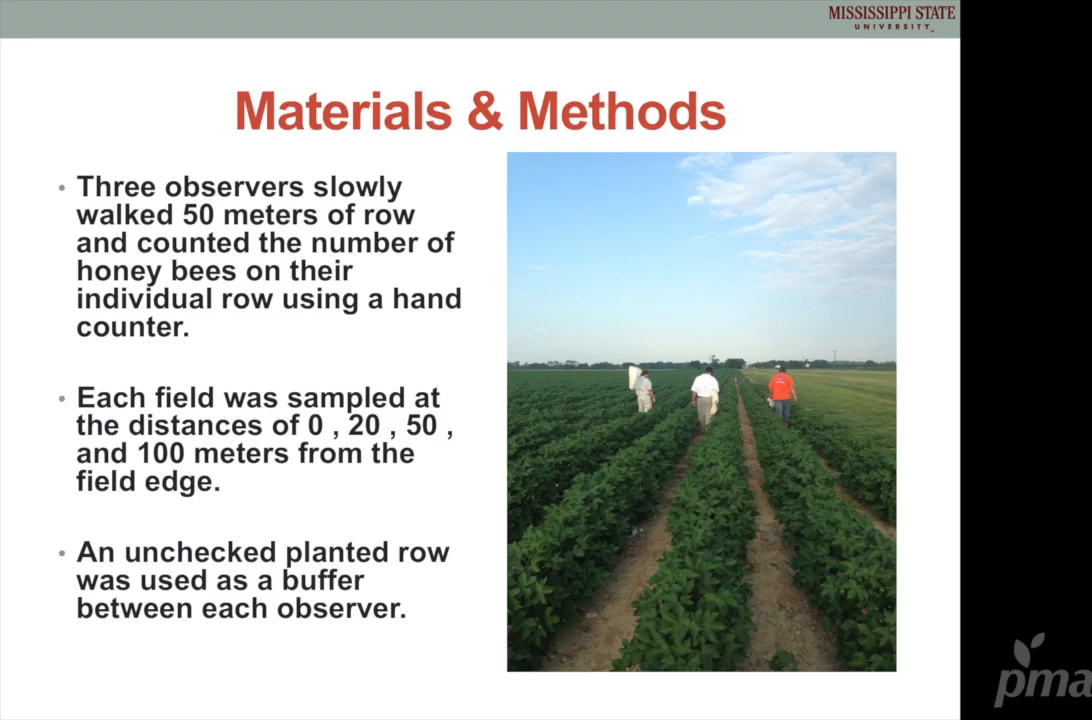 MISSISSIPPI STATE
UNIVERSITY™
Materials & Methods
• Three observers slowly
walked 50 meters of row
and counted the number of
honey bees on their
individual row using a hand
counter.
• Each field was sampled at
the distances of 0 , 20 , 50 ,
and 100 meters from the
field edge.
• An unchecked planted row
was used as a buffer
between each observer.
pma